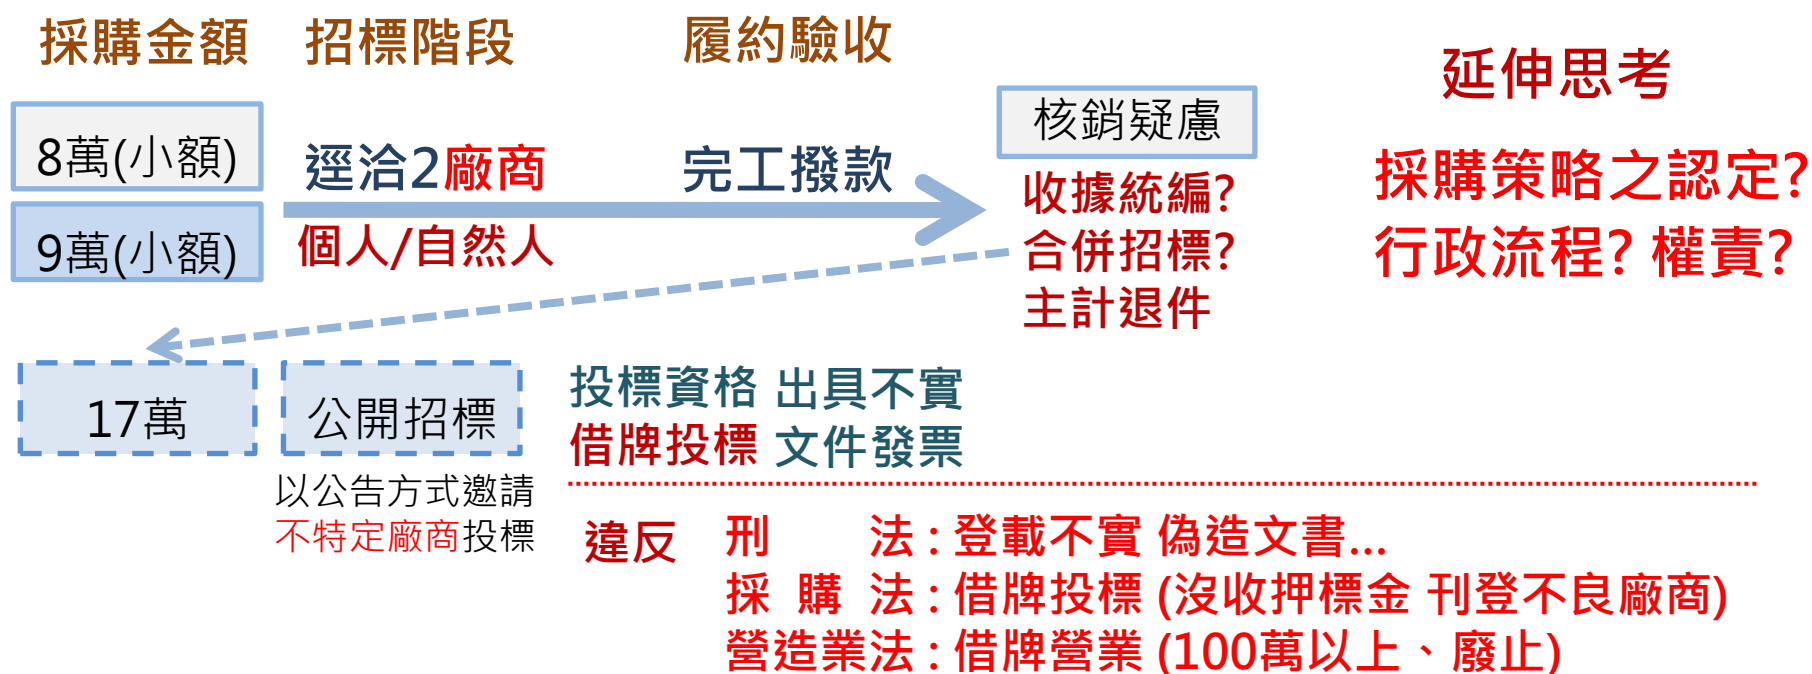 採購金額 招標階段 履約驗收
延伸思考
8萬(小額)
9萬(小額)
逕洽2廠商
個人/自然人
完工撥款
核銷疑慮
收據統編?
合併招標?
主計退件
採購策略之認定?
行政流程? 權責?
17萬
公開招標
以公告方式邀請
不特定廠商投標
投標資格 出具不實
借牌投標 文件發票
違反
刑 法 : 登載不實 偽造文書...
採 購 法 : 借牌投標 (沒收押標金 刊登不良廠商)
營造業法 : 借牌營業 (100萬以上、廢止)